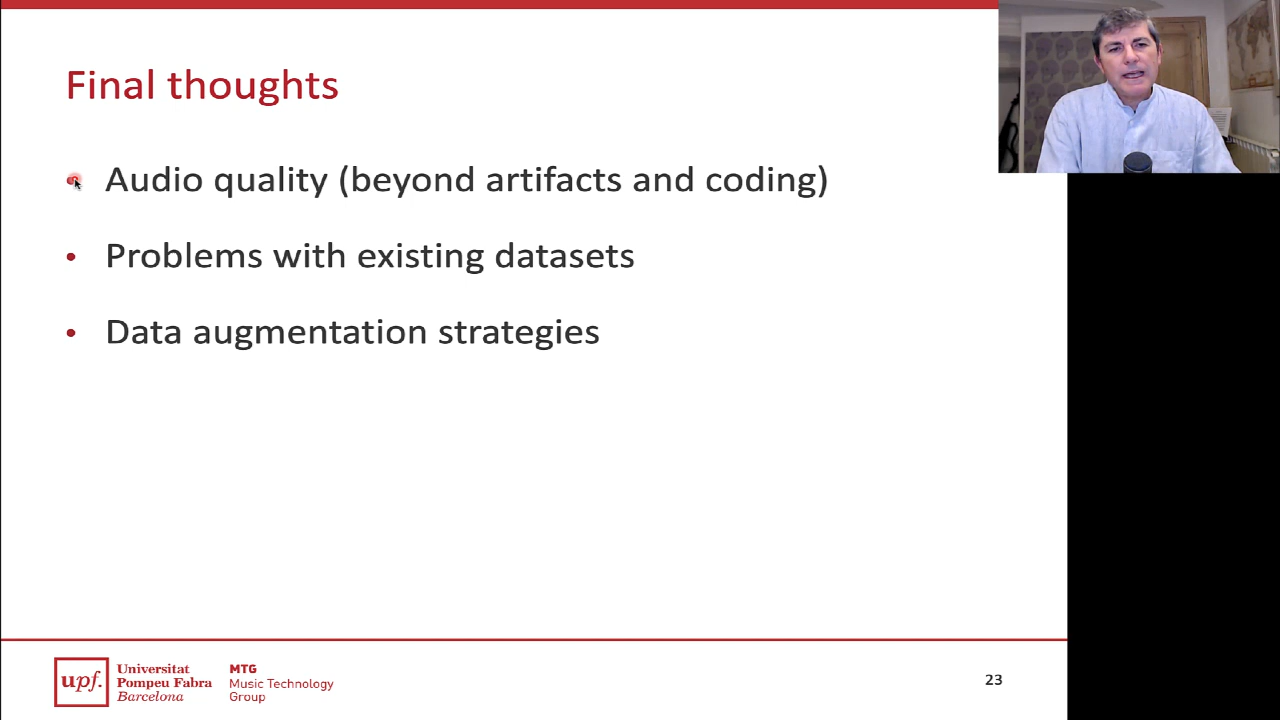 Final thoughts
• Audio quality (beyond artifacts and coding)
• Problems with existing datasets
• Data augmentation strategies
upf.
Universitat
Pompeu Fabra
Barcelona
MTG
Music Technology
Group
23